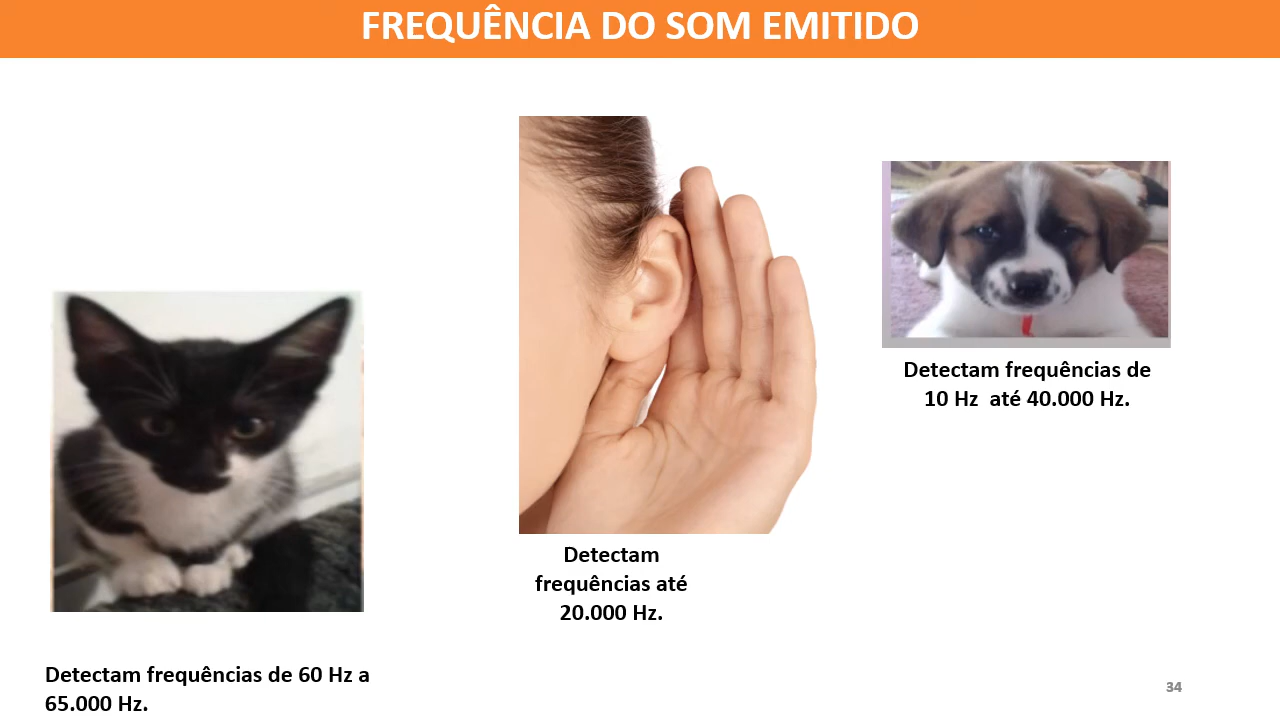 FREQUÊNCIA DO SOM EMITIDO
Detectam frequências de 60 Hz a
65.000 Hz.
Detectam
frequências até
20.000 Hz.
Detectam frequências de
10 Hz  até 40.000 Hz.
34